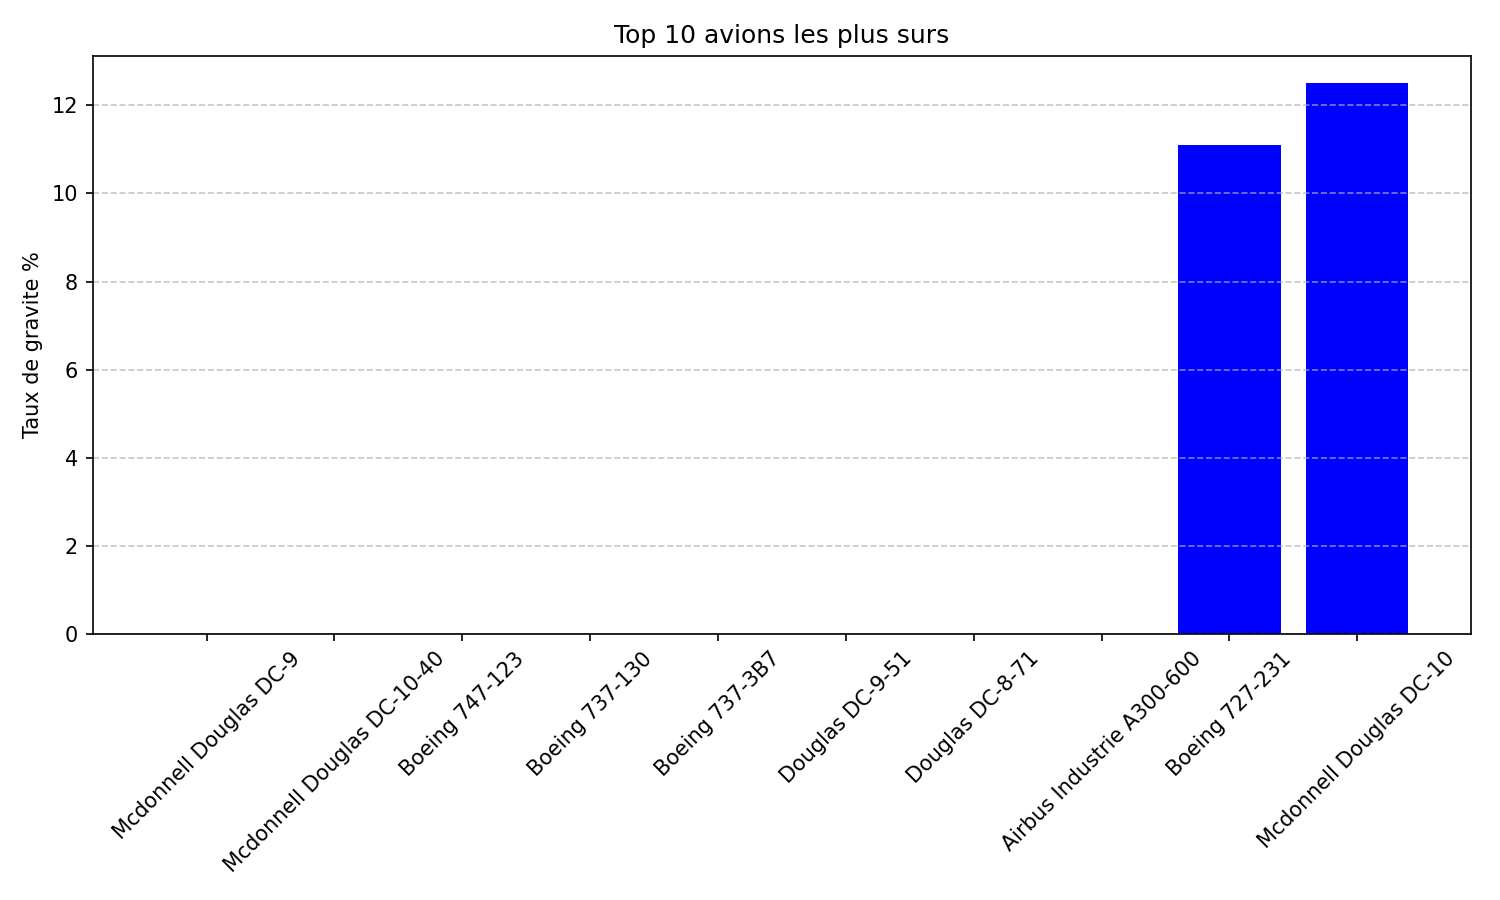 Top 10 avions les plus surs
Taux de gravite %
12
10
8
6
4
2
0
Mcdonnell Douglas DC-9
Mcdonnell Douglas DC-10-40
Boeing 747-123
Boeing 737-130
Boeing 737-3B7
Douglas DC-9-51
Douglas DC-8-71
Airbus Industrie A300-600
Boeing 727-231
Mcdonnell Douglas DC-10